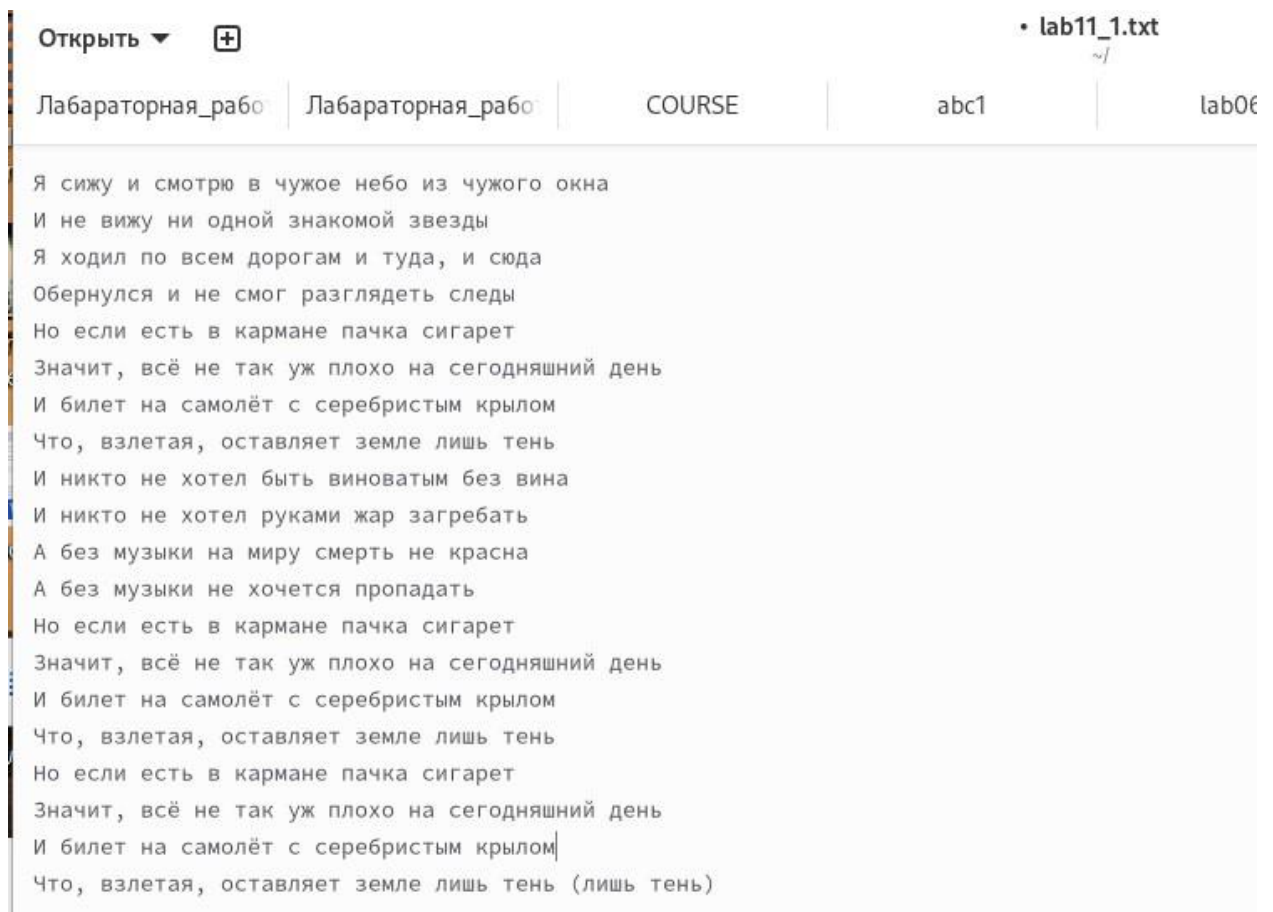 Открыть
• lab11_1.txt
~/
Лабараторная_рабо
Лабараторная_рабо
COURSE
abc1
lab06
Я сижу и смотрю в чужое небо из чужого окна
И не вижу ни одной знакомой звезды
Я ходил по всем дорогам и туда, и сюда
Обернулся и не смог разглядеть следы
Но если есть в кармане пачка сигарет
Значит, всё не так уж плохо на сегодняшний день
И билет на самолёт с серебристым крылом
Что, взлетая, оставляет земле лишь тень
И никто не хотел быть виноватым без вина
И никто не хотел руками жар загребать
А без музыки на миру смерть не красна
А без музыки не хочется пропадать
Но если есть в кармане пачка сигарет
Значит, всё не так уж плохо на сегодняшний день
И билет на самолёт с серебристым крылом
Что, взлетая, оставляет земле лишь тень
Но если есть в кармане пачка сигарет
Значит, всё не так уж плохо на сегодняшний день
И билет на самолёт с серебристым крылом
Что, взлетая, оставляет земле лишь тень (лишь тень)